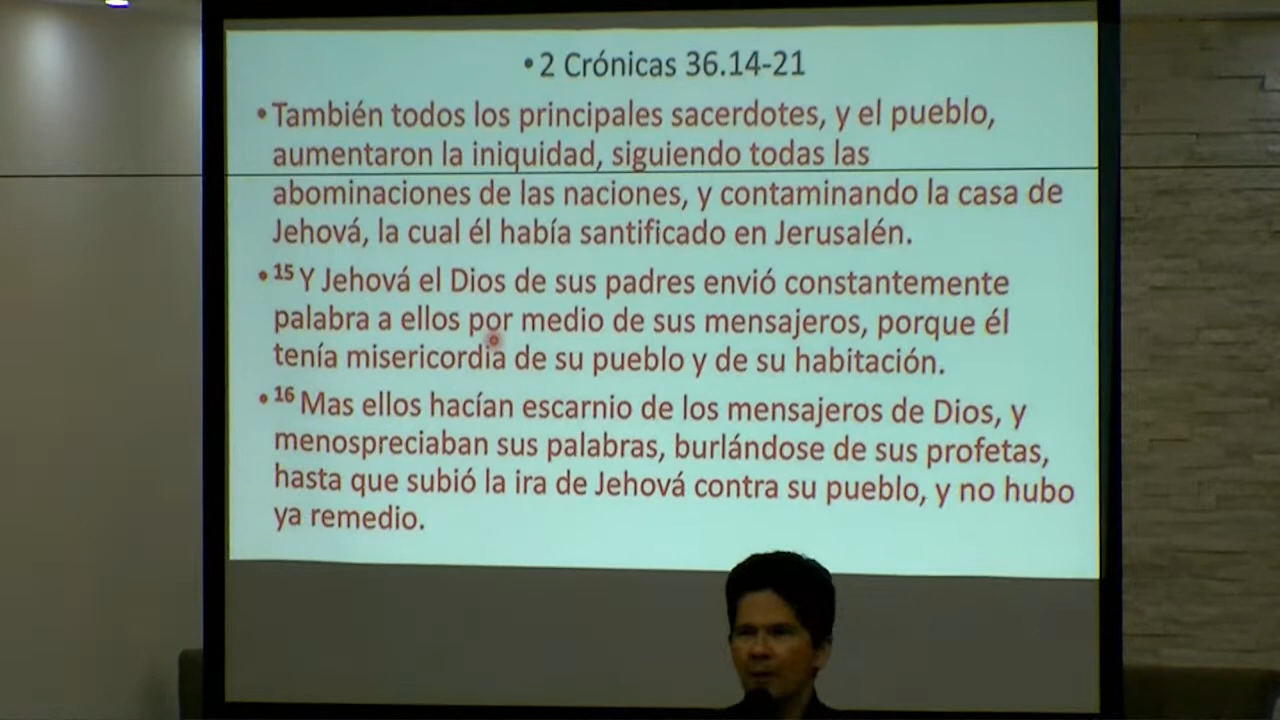 •2 Crónicas 36.14-21
•También todos los principales sacerdotes, y el pueblo,
aumentaron la iniquidad, siguiendo todas las
abominaciones de las naciones, y contaminando la casa de
Jehová, la cual él había santificado en Jerusalén.
•15 Y Jehová el Dios de sus padres envió constantemente
palabra a ellos por medio de sus mensajeros, porque él
tenía misericordia de su pueblo y de su habitación.
•16 Mas ellos hacían escarnio de los mensajeros de Dios, y
menospreciaban sus palabras, burlándose de sus profetas,
hasta que subió la ira de Jehová contra su pueblo, y no hubo
ya remedio.